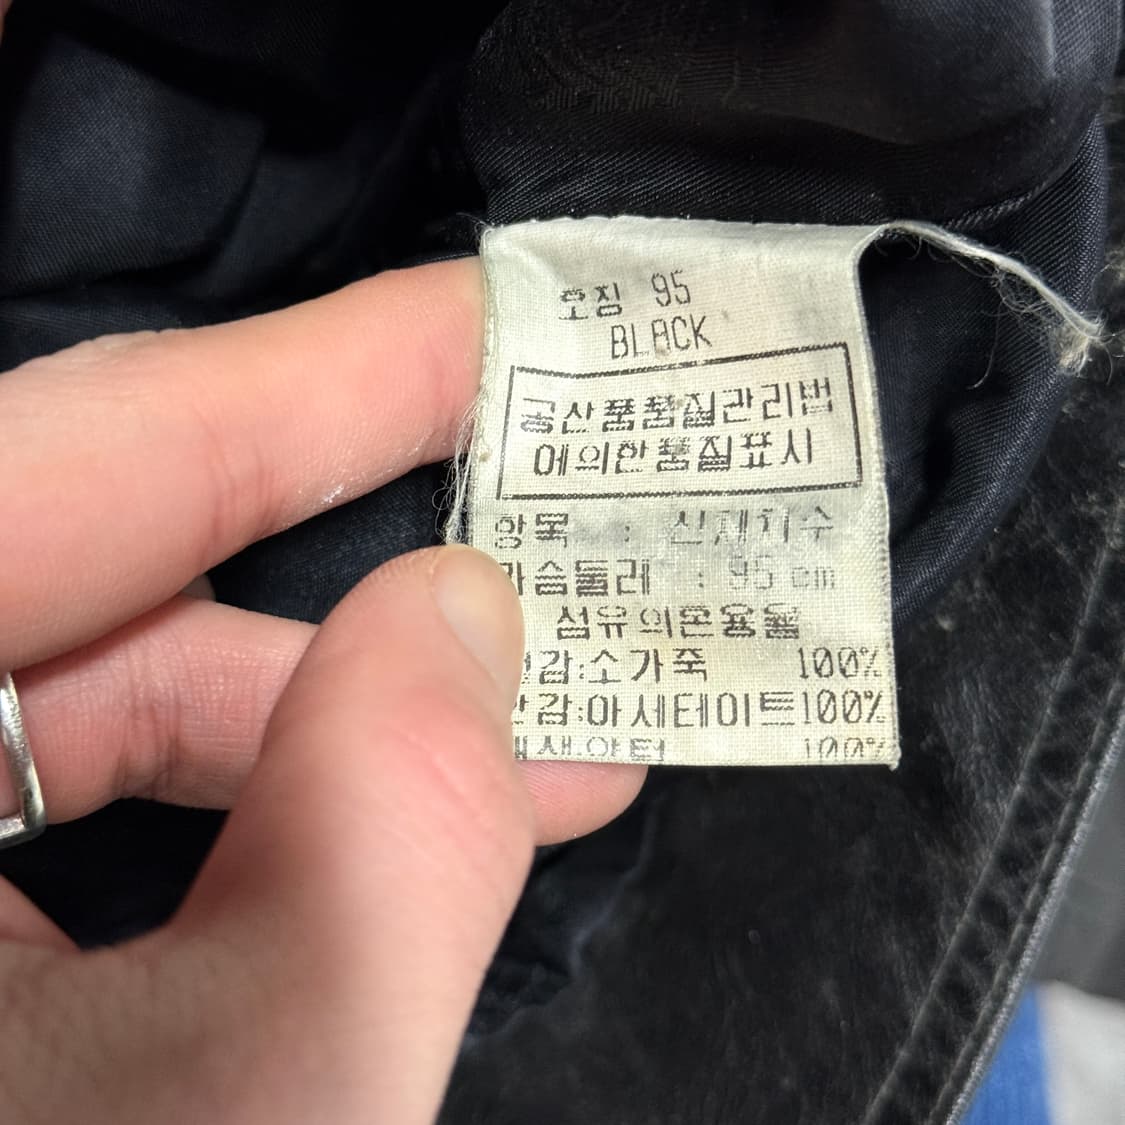 호칭 95
BLACK
공산품품질관리법
에의한품질표시
항목 : 신체치수
가슴둘레 : 95 cm
섬유의혼용율
겉감:소가죽 100%
안감:아세테이트100%
100%